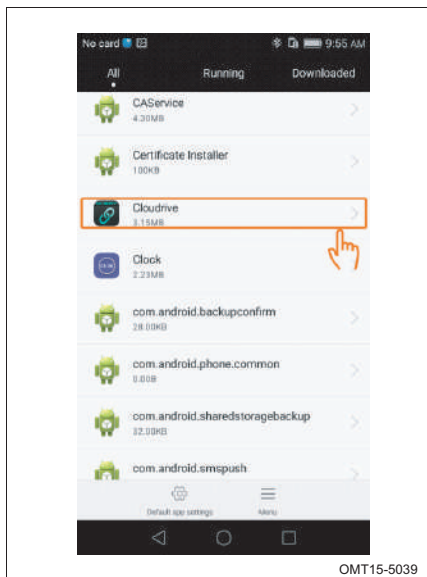 No card 9:55 AM
All Running Downloaded
CAService
4.30MB
Certificate Installer
100KB
Cloudrive
3.15MB
Clock
2.23MB
com.android.backupconfirm
28.00KB
com.android.phone.common
0.00B
com.android.sharedstoragebackup
32.00KB
com.android.smspush
Default app settings Menu
OMT15-5039